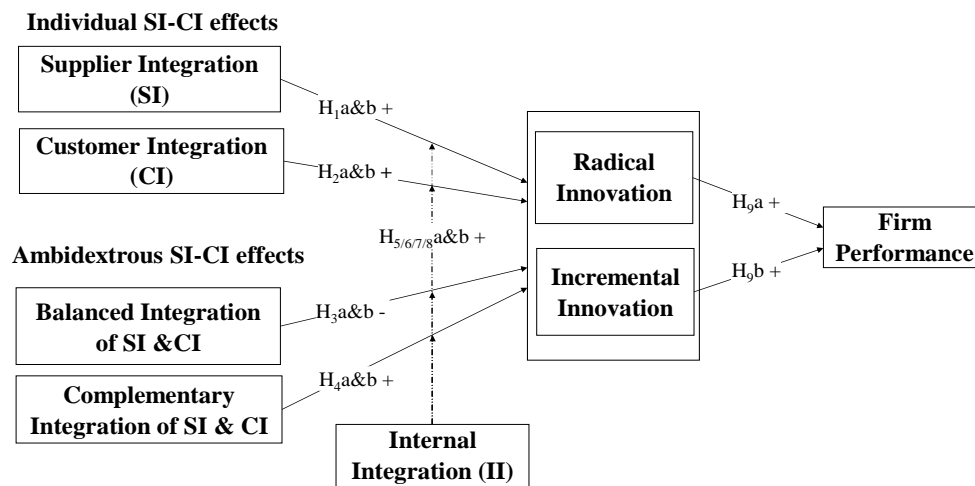 Individual SI-CI effects
Supplier Integration
(SI)
H₁a&b +
Customer Integration
(CI)
H₂a&b +
Radical
Innovation
H₉a +
Firm
Performance
H₅/₆/₇/₈a&b +
Ambidextrous SI-CI effects
Incremental
Innovation
H₉b +
Balanced Integration
of SI &CI
H₃a&b -
Complementary
Integration of SI & CI
H₄a&b +
Internal
Integration (II)